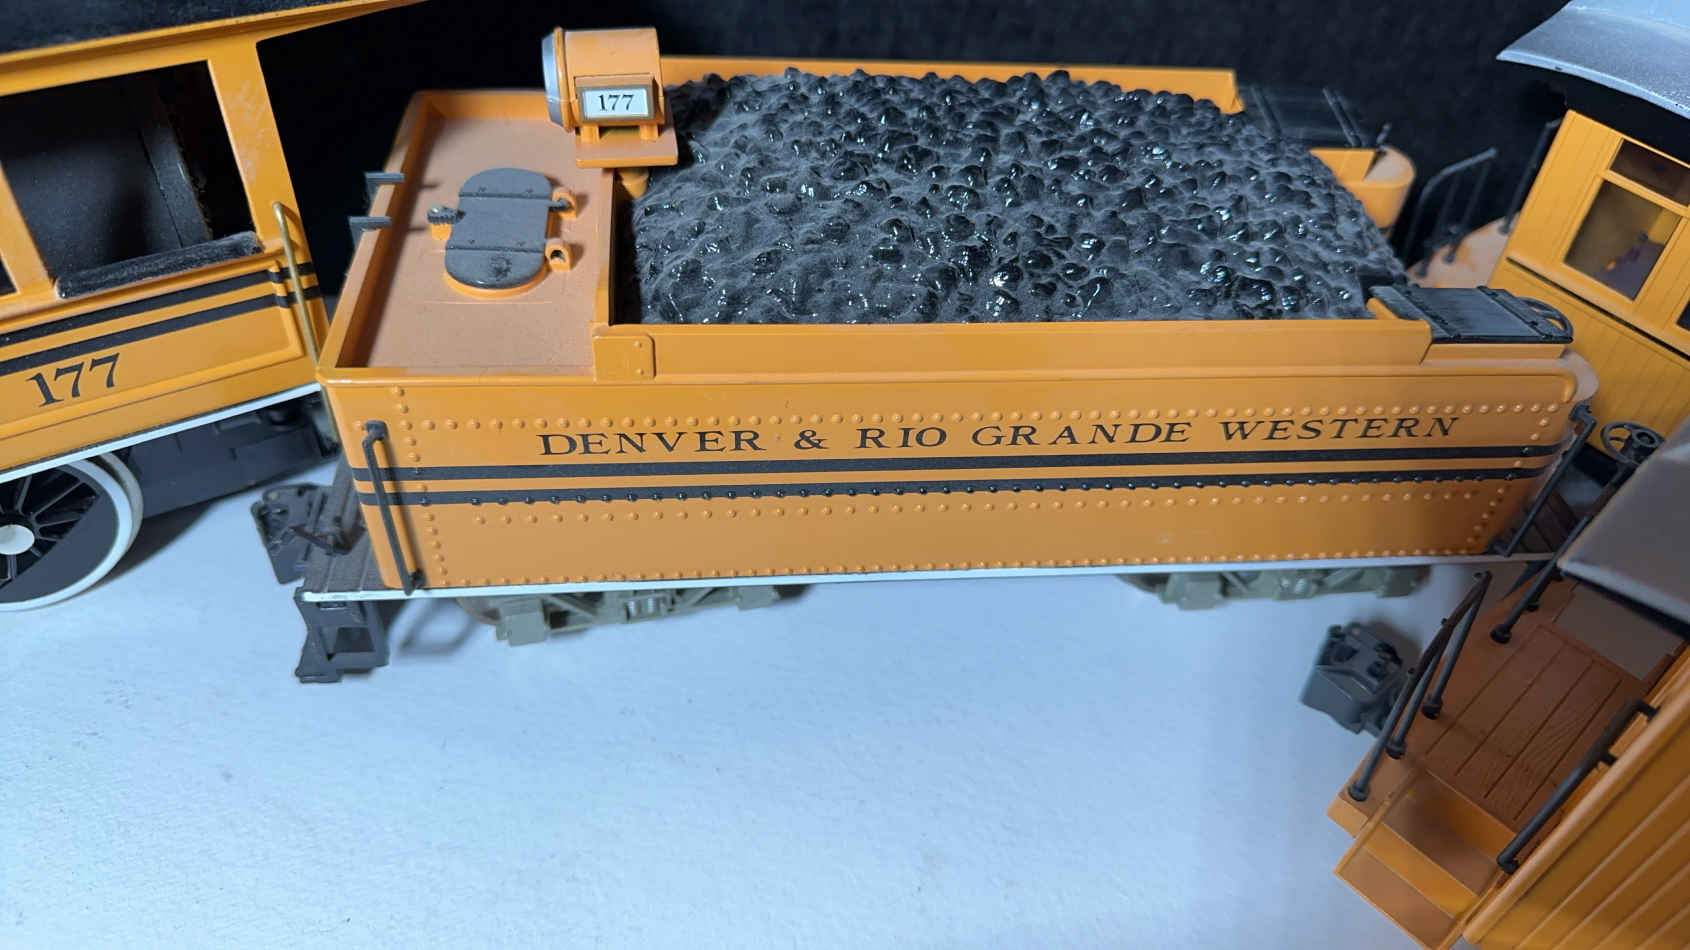 177
177
DENVER & RIO GRANDE WESTERN